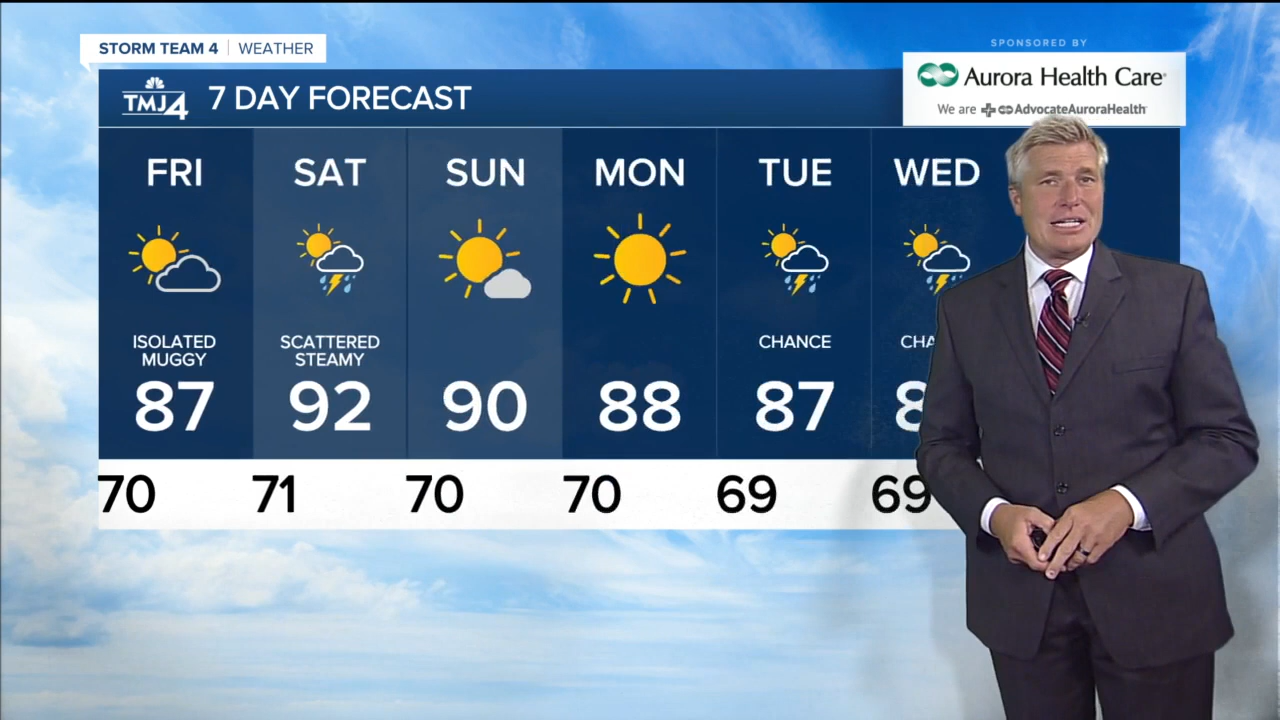 STORM TEAM 4 | WEATHER
SPONSORED BY
Aurora Health Care
We are AdvocateAuroraHealth
TMJ4 7 DAY FORECAST
FRI SAT SUN MON TUE WED
ISOLATED
MUGGY
SCATTERED
STEAMY
CHANCE
87 92 90 88 87
70 71 70 70 69 69